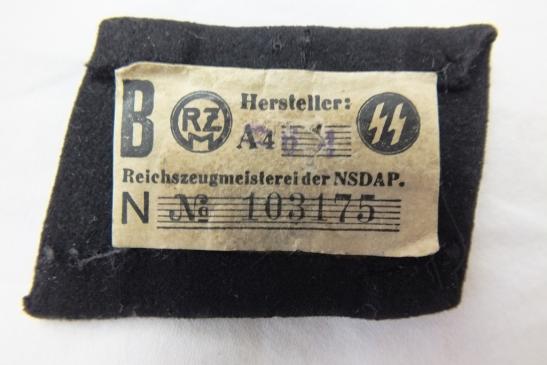 B RZM Hersteller:
A4
Reichszeugmeisterei der NSDAP.
N No 103175